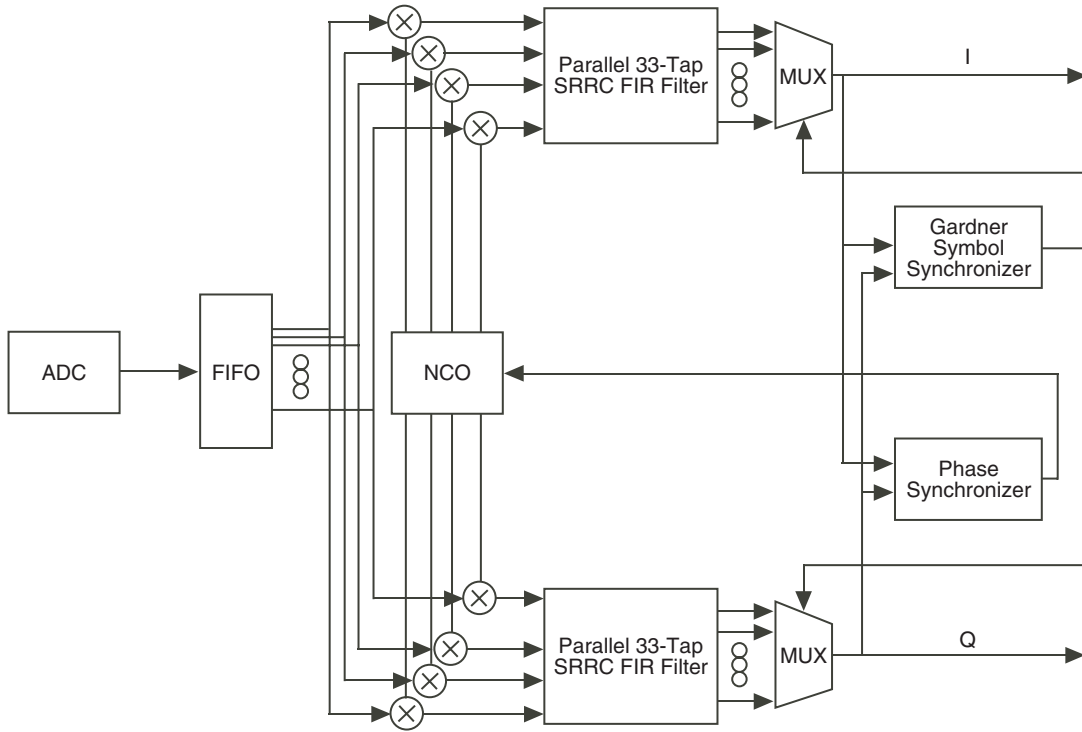 Parallel 33-Tap
SRRC FIR Filter
MUX
I
Gardner
Symbol
Synchronizer
ADC
FIFO
NCO
Phase
Synchronizer
Parallel 33-Tap
SRRC FIR Filter
MUX
Q